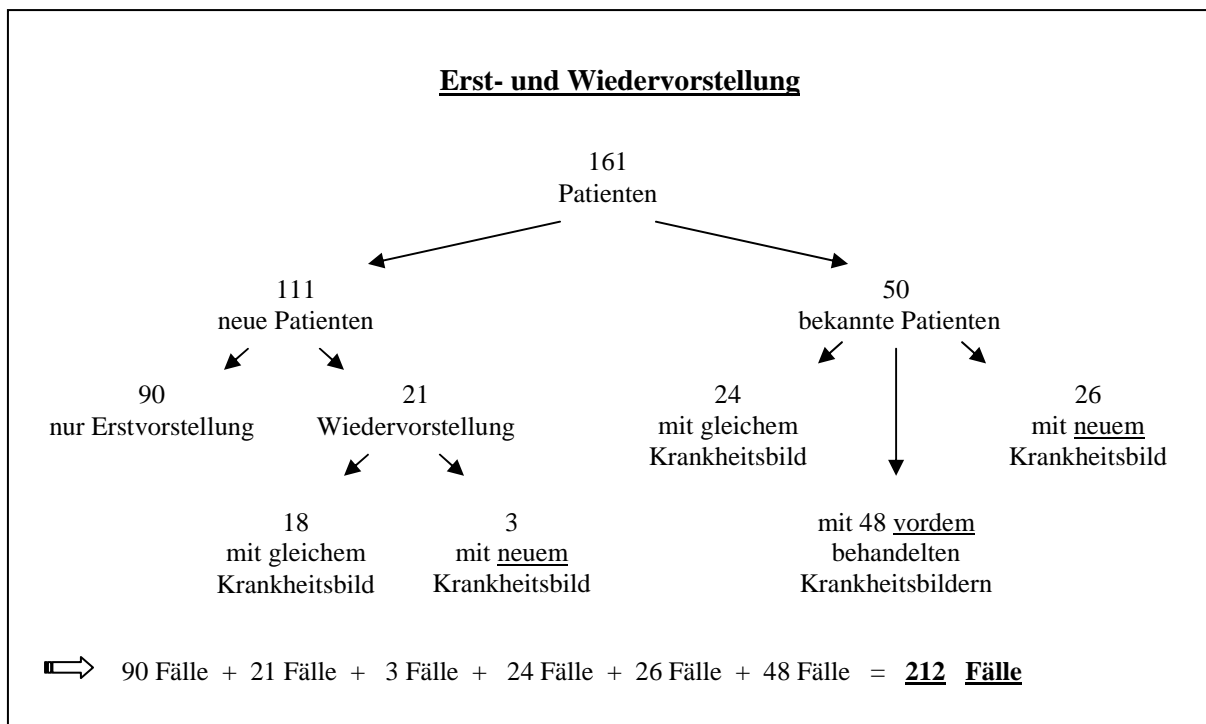 Erst- und Wiedervorstellung
161
Patienten
111
neue Patienten
50
bekannte Patienten
90
nur Erstvorstellung
21
Wiedervorstellung
24
mit gleichem
Krankheitsbild
26
mit neuem
Krankheitsbild
18
mit gleichem
Krankheitsbild
3
mit neuem
Krankheitsbild
mit 48 vordem
behandelten
Krankheitsbildern
90 Fälle + 21 Fälle + 3 Fälle + 24 Fälle + 26 Fälle + 48 Fälle = 212 Fälle